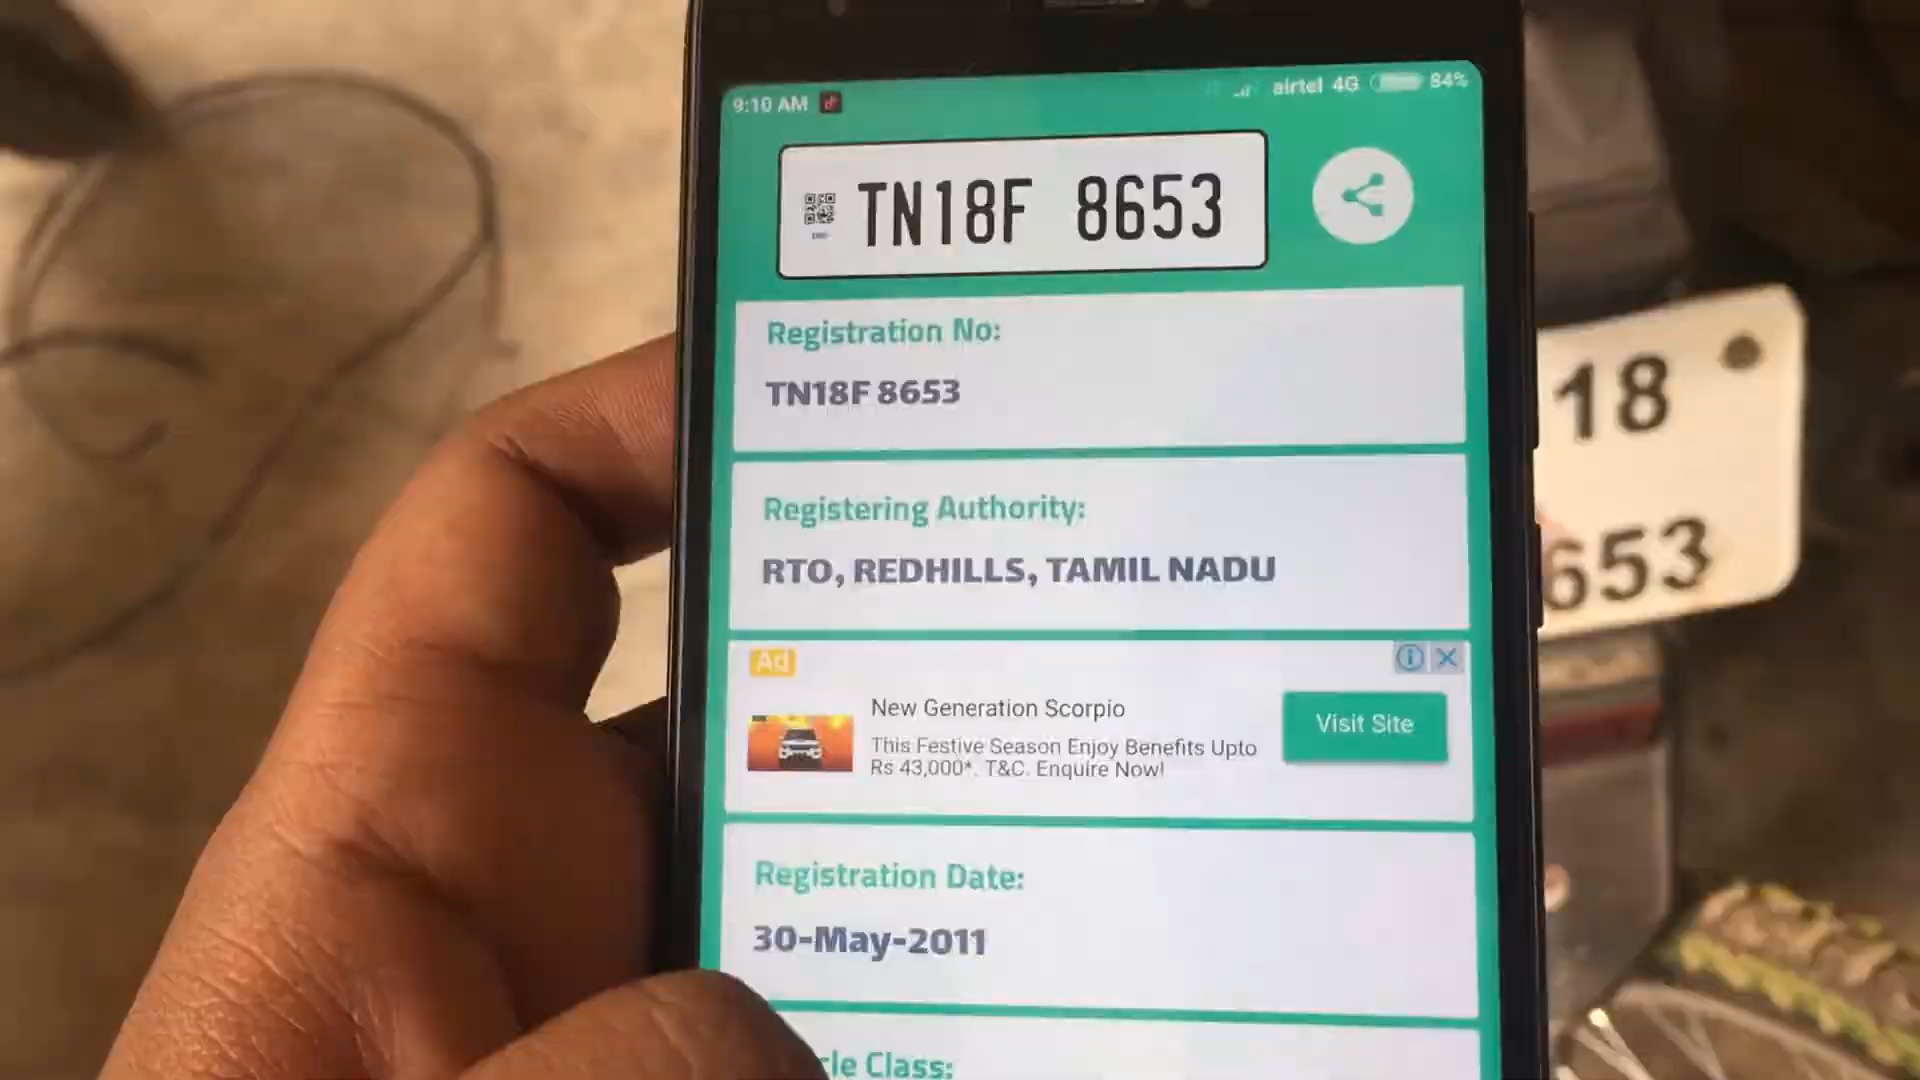 9:10 AM
airtel 4G 84%
TN18F 8653
Registration No:
TN18F 8653
Registering Authority:
RTO, REDHILLS, TAMIL NADU
Ad
New Generation Scorpio
This Festive Season Enjoy Benefits Upto
Rs 43,000*. T&C. Enquire Now!
Visit Site
Registration Date:
30-May-2011
cle Class:
18
653